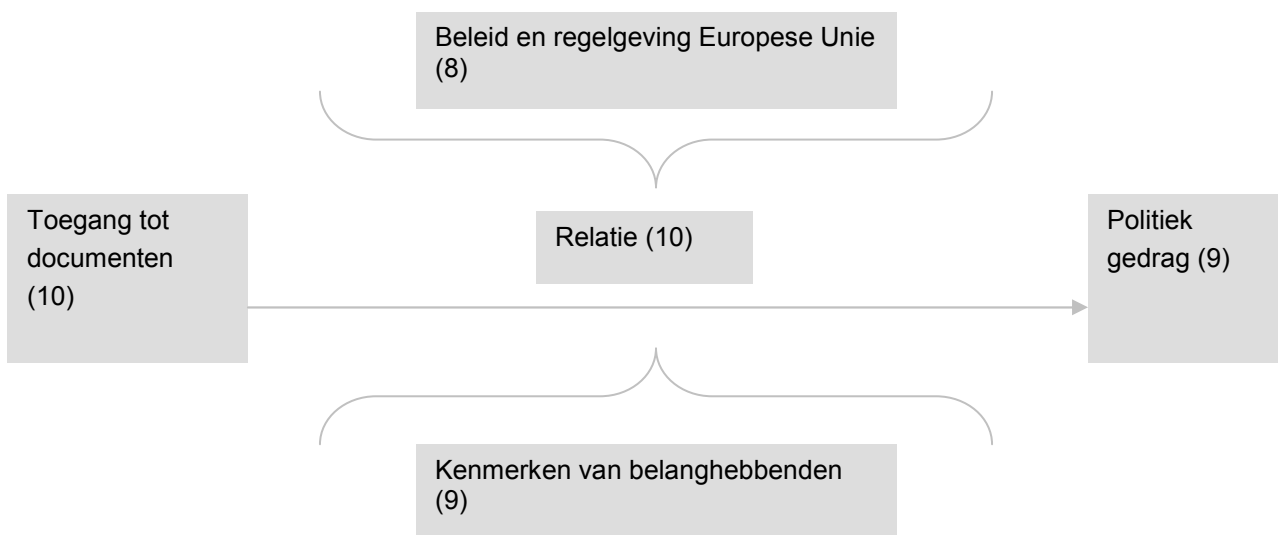 Beleid en regelgeving Europese Unie
(8)
Toegang tot
documenten
(10)
Relatie (10)
Politiek
gedrag (9)
Kenmerken van belanghebbenden
(9)